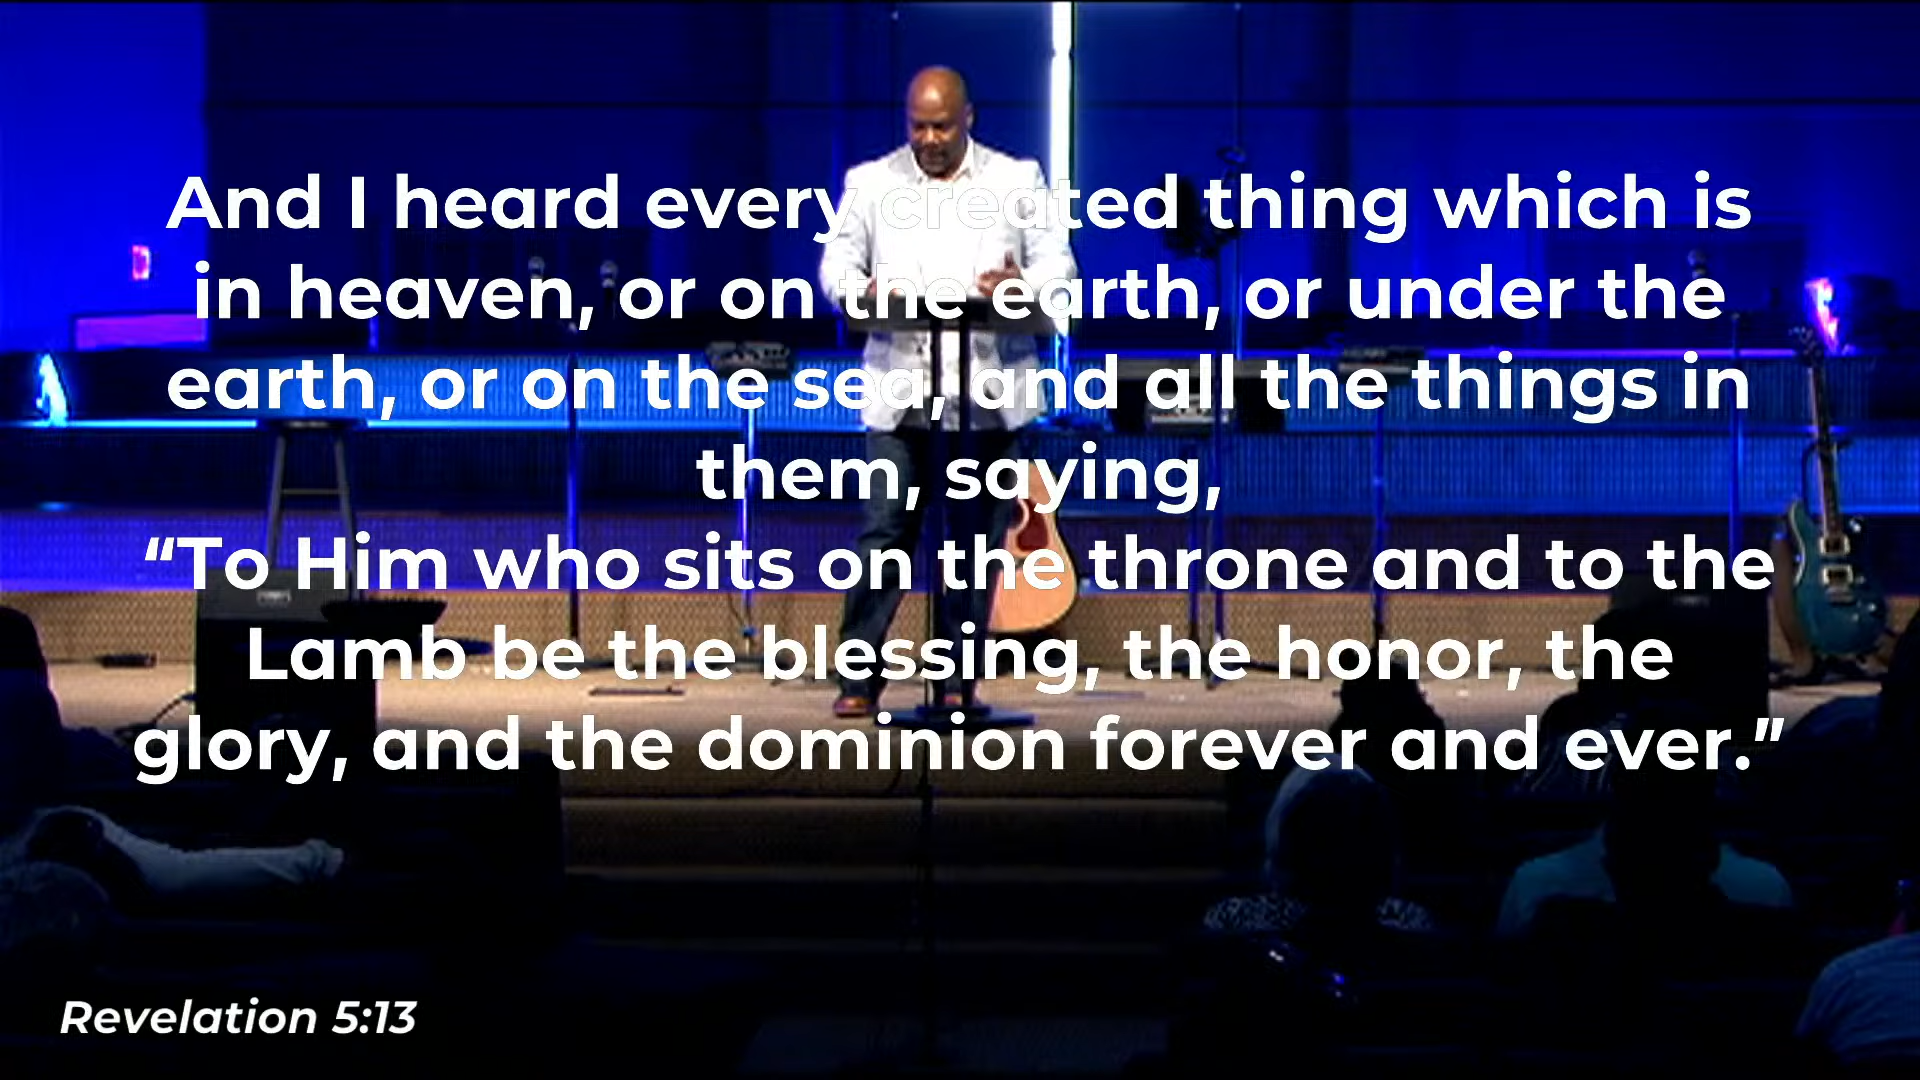 And I heard every created thing which is
in heaven, or on the earth, or under the
earth, or on the sea, and all the things in
them, saying,
“To Him who sits on the throne and to the
Lamb be the blessing, the honor, the
glory, and the dominion forever and ever.”
Revelation 5:13